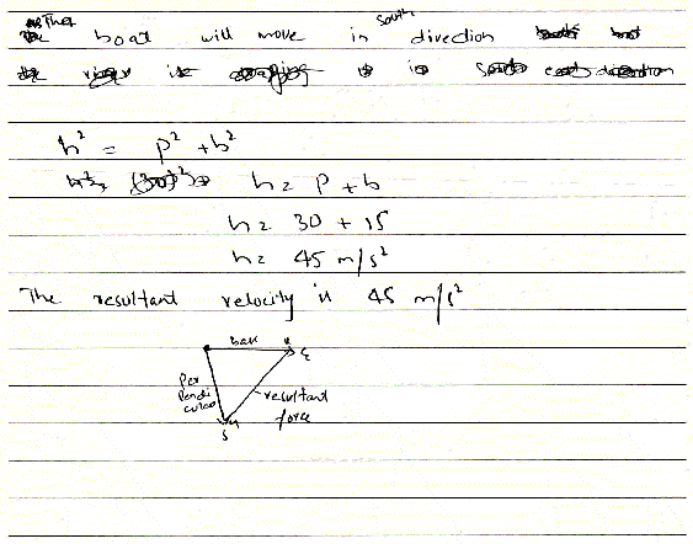 The boat will move in south direction
h² = p² + b²
h = p + b
h = 30 + 15
h = 45 m/s²
The resultant velocity is 45 m/s²
base
E
Per
pendi
cular
resultant
force
S